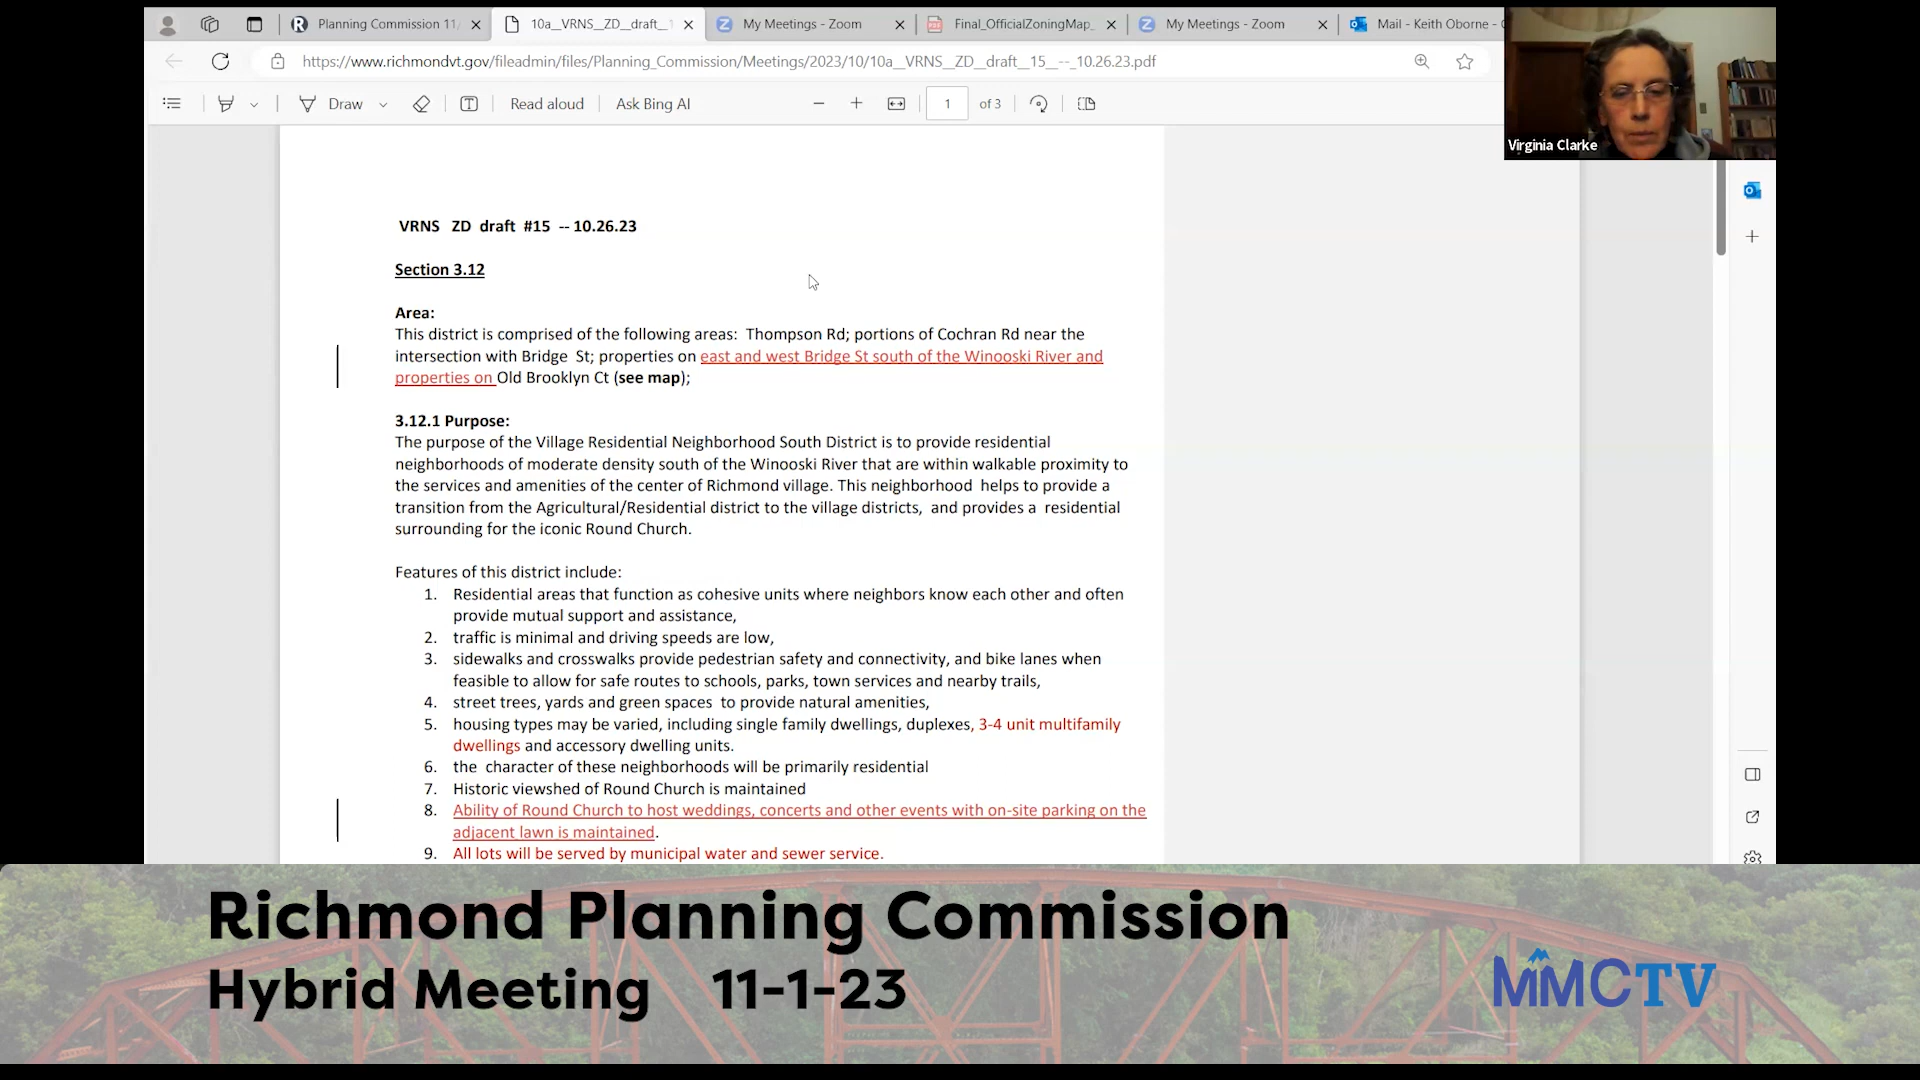 Planning Commission 11/
10a__VRNS__ZD__draft__1
My Meetings - Zoom
Final_OfficialZoningMap_
My Meetings - Zoom
Mail - Keith Oborne - O
https://www.richmondvt.gov/fileadmin/files/Planning_Commission/Meetings/2023/10/10a__VRNS__ZD__draft__15__--_10.26.23.pdf
Draw
Read aloud
Ask Bing AI
1 of 3
Virginia Clarke
VRNS ZD draft #15 -- 10.26.23
Section 3.12
Area:
This district is comprised of the following areas: Thompson Rd; portions of Cochran Rd near the
intersection with Bridge St; properties on east and west Bridge St south of the Winooski River and
properties on Old Brooklyn Ct (see map);
3.12.1 Purpose:
The purpose of the Village Residential Neighborhood South District is to provide residential
neighborhoods of moderate density south of the Winooski River that are within walkable proximity to
the services and amenities of the center of Richmond village. This neighborhood helps to provide a
transition from the Agricultural/Residential district to the village districts, and provides a residential
surrounding for the iconic Round Church.
Features of this district include:
1. Residential areas that function as cohesive units where neighbors know each other and often
provide mutual support and assistance,
2. traffic is minimal and driving speeds are low,
3. sidewalks and crosswalks provide pedestrian safety and connectivity, and bike lanes when
feasible to allow for safe routes to schools, parks, town services and nearby trails,
4. street trees, yards and green spaces to provide natural amenities,
5. housing types may be varied, including single family dwellings, duplexes, 3-4 unit multifamily
dwellings and accessory dwelling units.
6. the character of these neighborhoods will be primarily residential
7. Historic viewshed of Round Church is maintained
8. Ability of Round Church to host weddings, concerts and other events with on-site parking on the
adjacent lawn is maintained.
9. All lots will be served by municipal water and sewer service.
Richmond Planning Commission
Hybrid Meeting 11-1-23
MMCTV